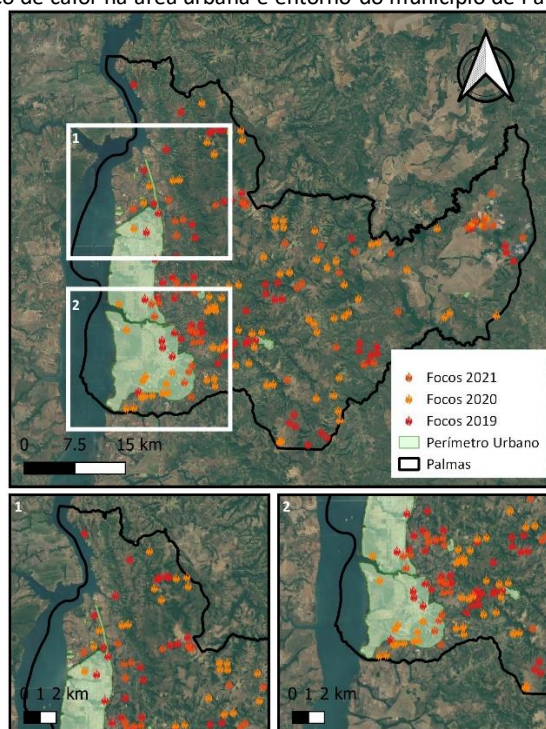 de calor na área urbana e entorno do município de
1
2
Focos 2021
Focos 2020
Focos 2019
Perímetro Urbano
Palmas
0 7.5 15 km
1
2
0 1 2 km
0 1 2 km